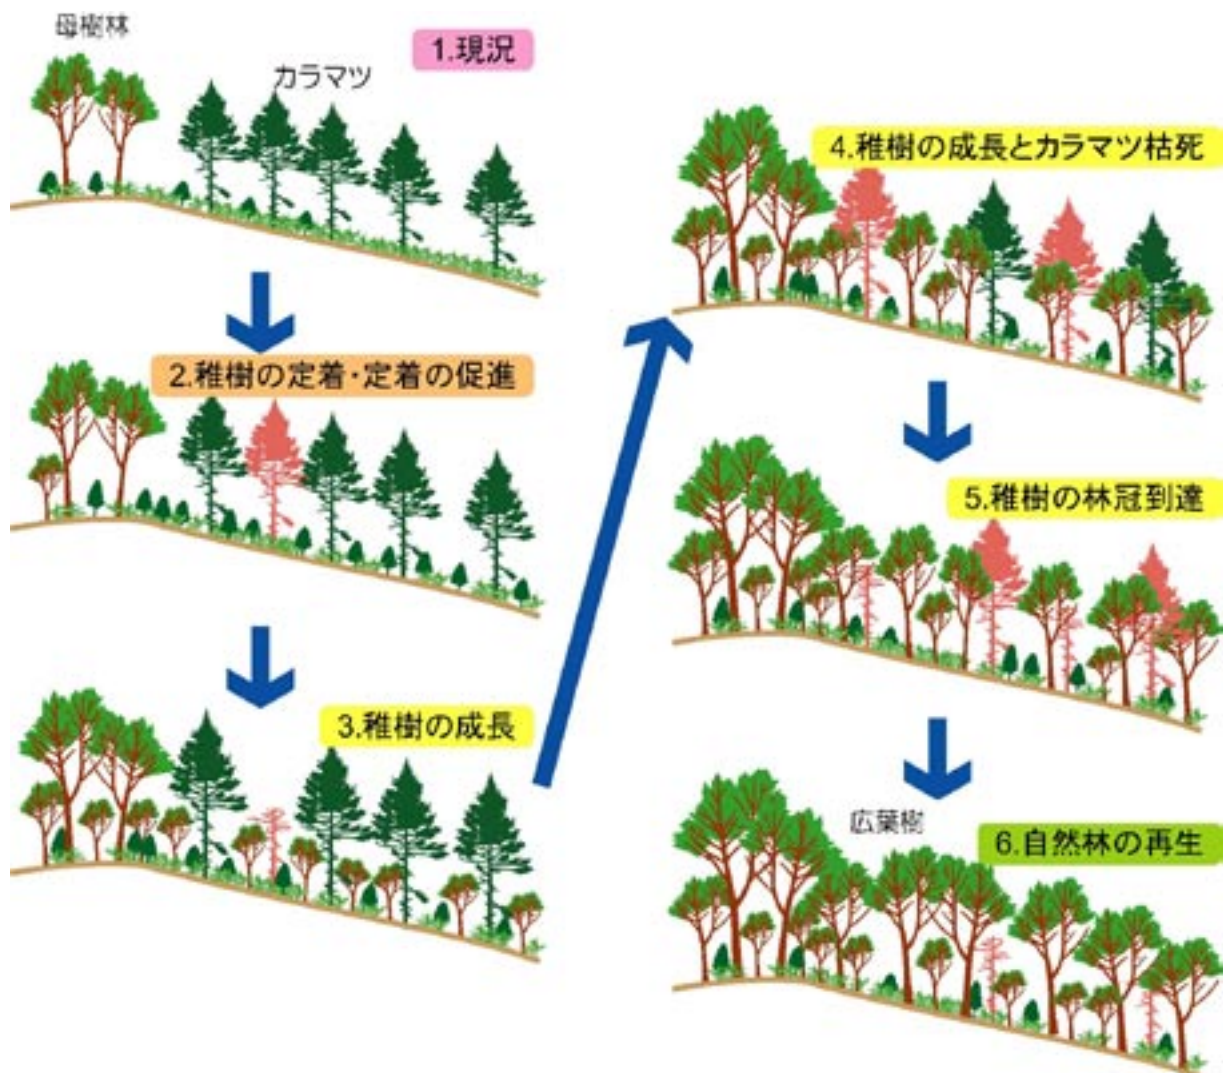 母樹林
1.現況
カラマツ
2.稚樹の定着・定着の促進
3.稚樹の成長
4.稚樹の成長とカラマツ枯死
5.稚樹の林冠到達
広葉樹
6.自然林の再生